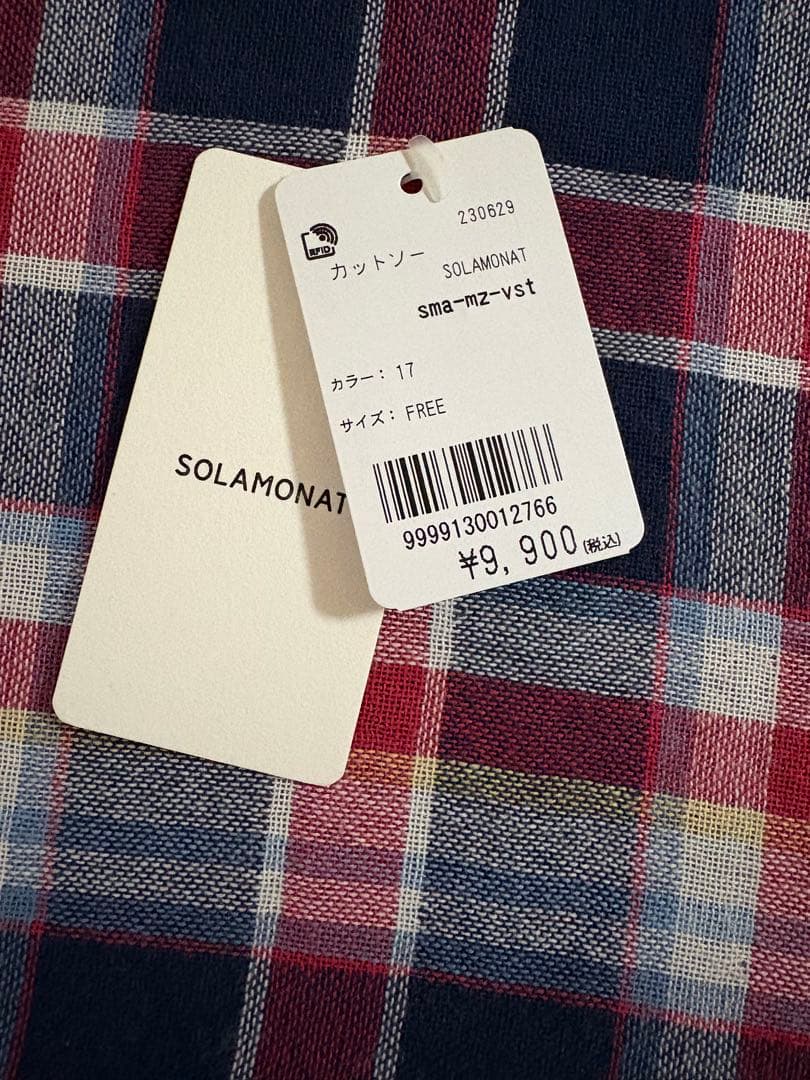 230629
RFID
カットソー
SOLAMONAT
sma-mz-vst
カラー: 17
サイズ: FREE
9999130012766
¥9,900(税込)
SOLAMONAT